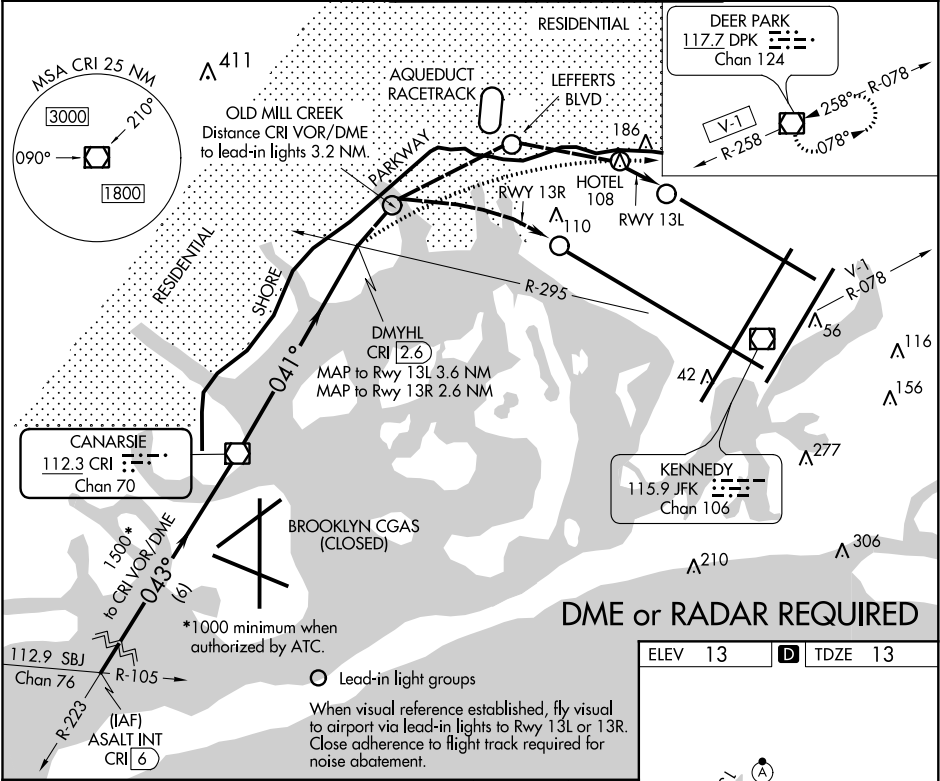 RESIDENTIAL
DEER PARK
117.7 DPK
Chan 124
V-1
R-258
258°
R-078
078°
MSA CRI 25 NM
3000
210°
090°
1800
411
AQUEDUCT
RACETRACK
LEFFERTS
BLVD
OLD MILL CREEK
Distance CRI VOR/DME
to lead-in lights 3.2 NM.
186
PARKWAY
RWY 13R
HOTEL
108
RWY 13L
110
RESIDENTIAL
SHORE
R-295
V-1
R-078
DMYHL
CRI 2.6
MAP to Rwy 13L 3.6 NM
MAP to Rwy 13R 2.6 NM
041°
56
116
42
156
CANARSIE
112.3 CRI
Chan 70
277
KENNEDY
115.9 JFK
Chan 106
BROOKLYN CGAS
(CLOSED)
1500*
to CRI VOR/DME
043°
(6)
210
306
*1000 minimum when
authorized by ATC.
DME or RADAR REQUIRED
112.9 SBJ
Chan 76
R-105
R-223
(IAF)
ASALT INT
CRI 6
Lead-in light groups
When visual reference established, fly visual
to airport via lead-in lights to Rwy 13L or 13R.
Close adherence to flight track required for
noise abatement.
ELEV 13 D TDZE 13
A